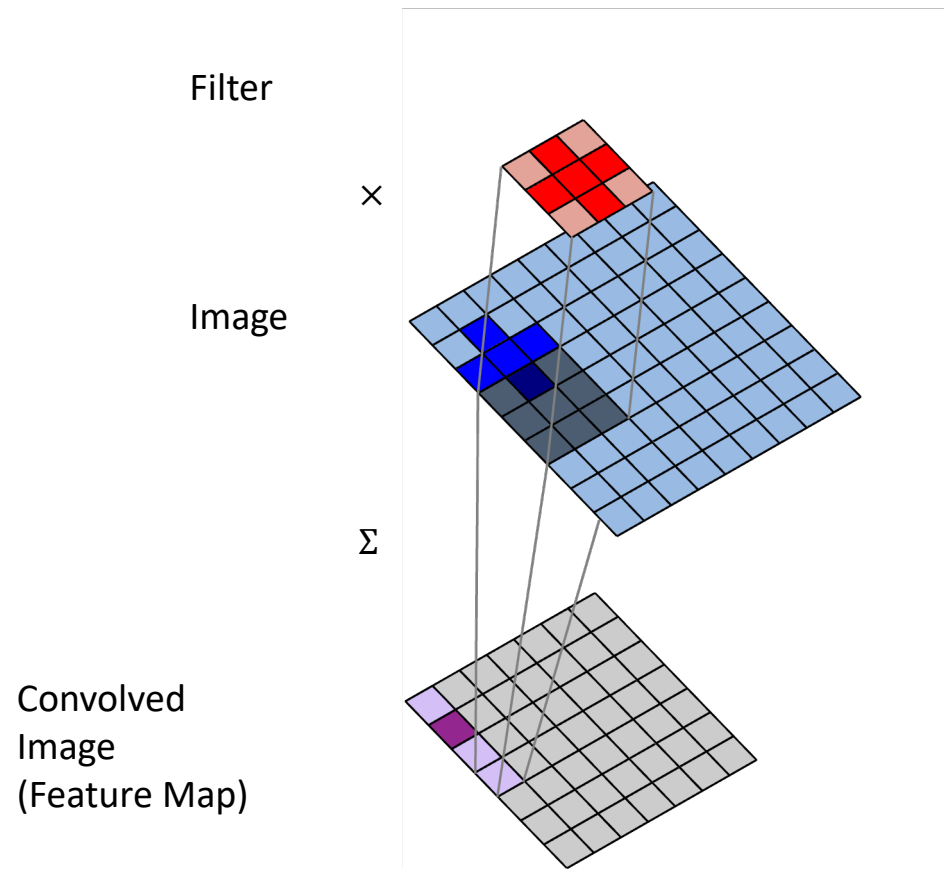 Filter
×
Image
Σ
Convolved
Image
(Feature Map)